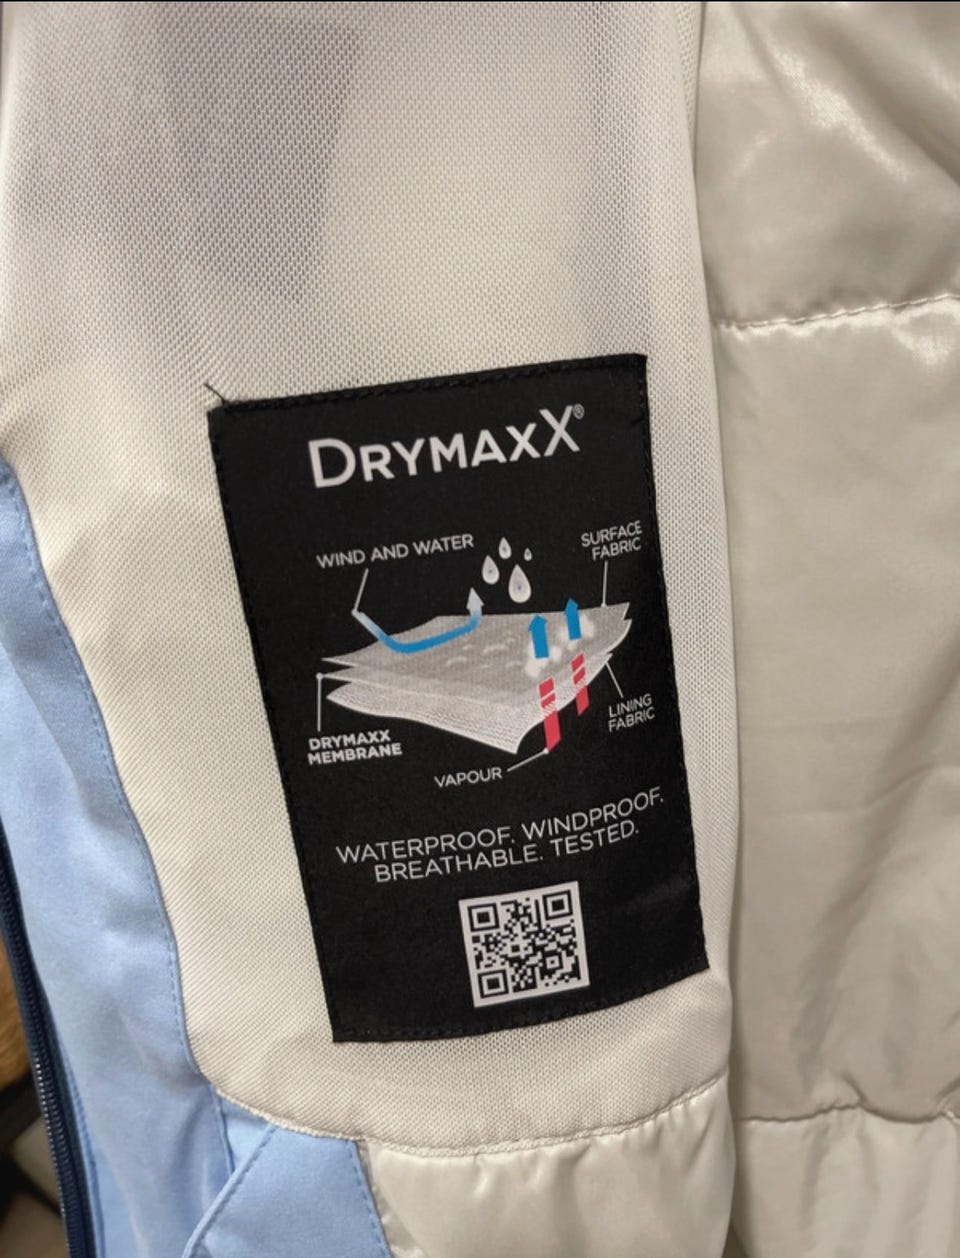 DRYMAXX®
WIND AND WATER
SURFACE
FABRIC
DRYMAXX
MEMBRANE
LINING
FABRIC
VAPOUR
WATERPROOF. WINDPROOF.
BREATHABLE. TESTED.